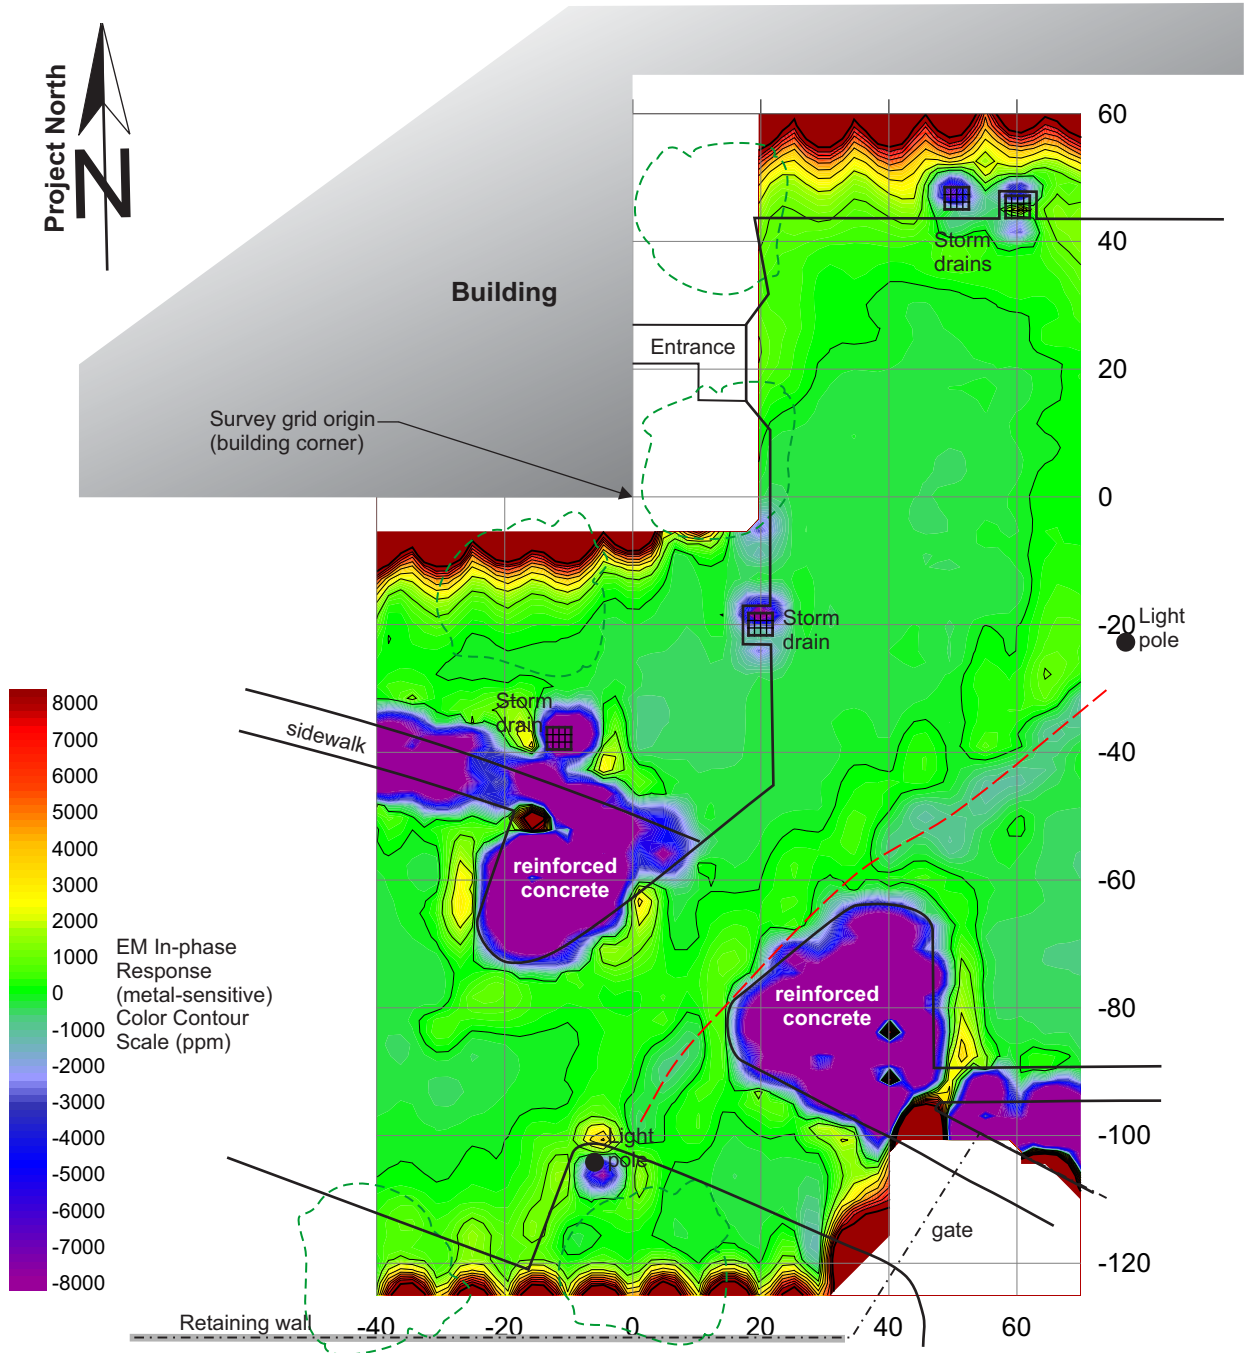 Project North
N
60
Storm
drains
40
Building
Entrance
20
Survey grid origin
(building corner)
0
Storm
drain
-20
Light
pole
Storm
drain
sidewalk
-40
8000
7000
6000
5000
4000
3000
2000
1000
0
-1000
-2000
-3000
-4000
-5000
-6000
-7000
-8000
EM In-phase
Response
(metal-sensitive)
Color Contour
Scale (ppm)
reinforced
concrete
-60
reinforced
concrete
-80
Light
pole
-100
gate
-120
Retaining wall
-40
-20
0
20
40
60